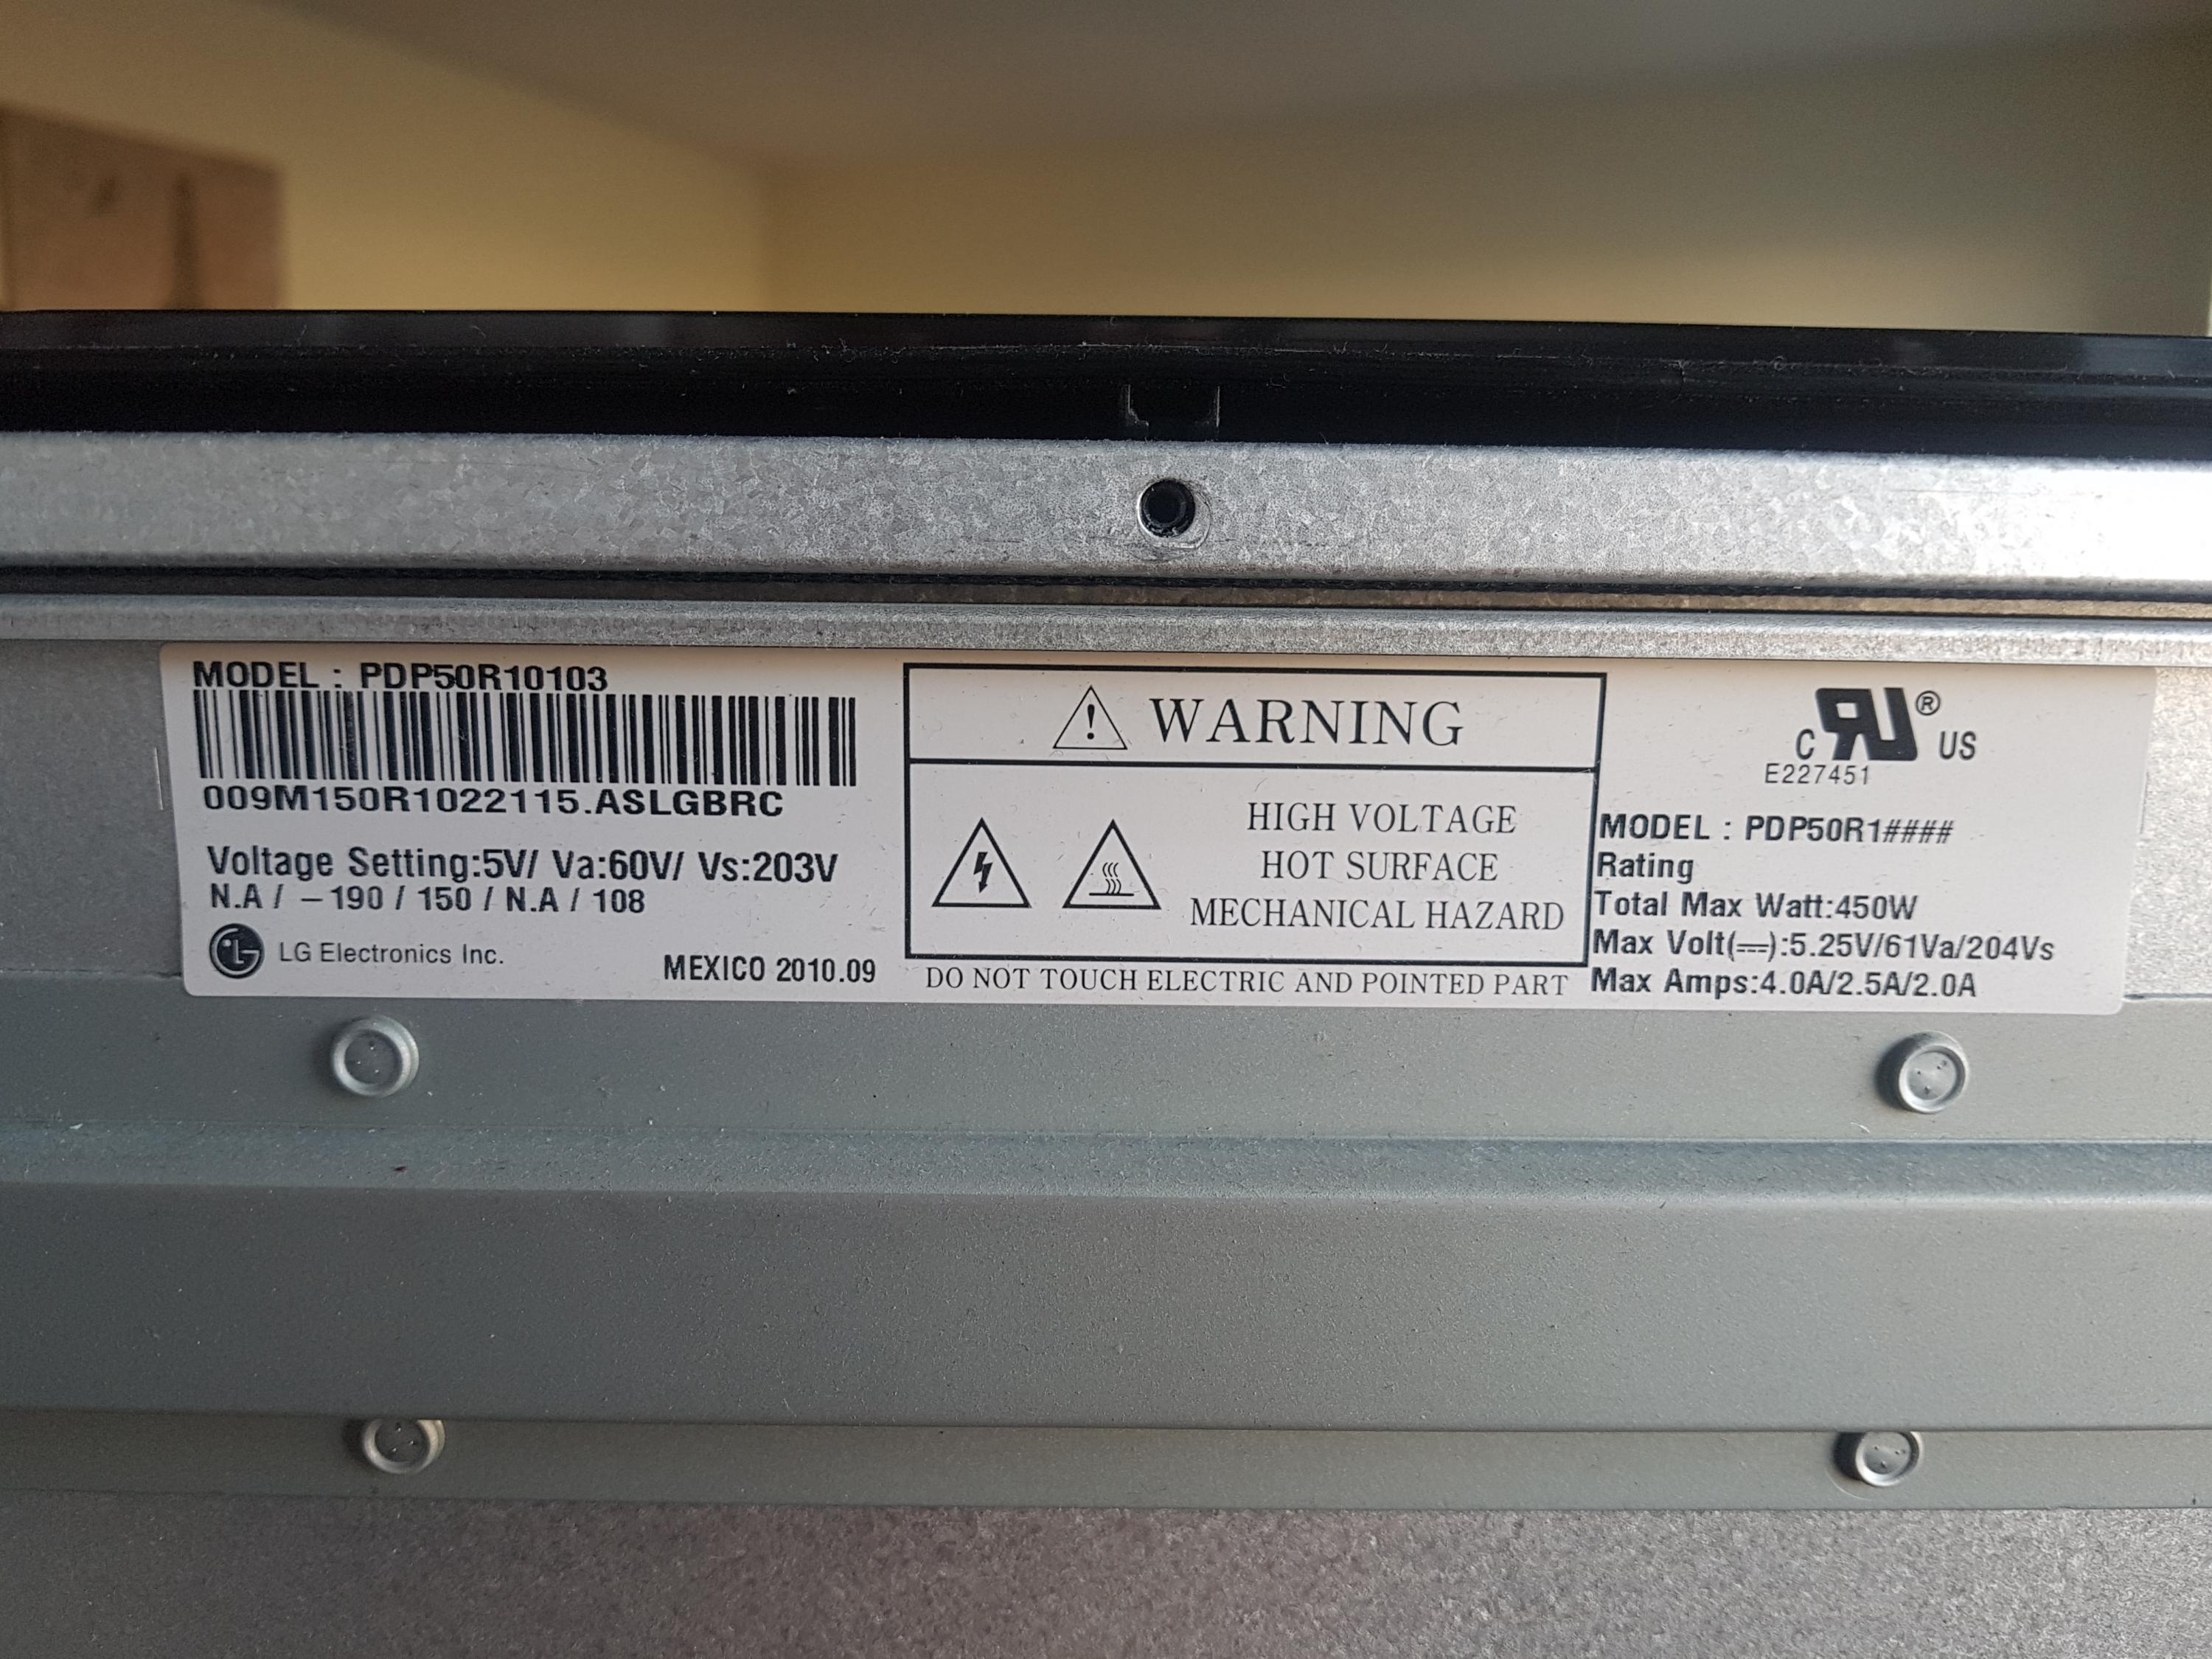 MODEL : PDP50R10103
009M150R1022115.ASLGBRC
Voltage Setting:5V/ Va:60V/ Vs:203V
N.A / -190 / 150 / N.A / 108
LG LG Electronics Inc.
MEXICO 2010.09
WARNING
HIGH VOLTAGE
HOT SURFACE
MECHANICAL HAZARD
DO NOT TOUCH ELECTRIC AND POINTED PART
C RU ® US
E227451
MODEL : PDP50R1####
Rating
Total Max Watt:450W
Max Volt(⎓):5.25V/61Va/204Vs
Max Amps:4.0A/2.5A/2.0A